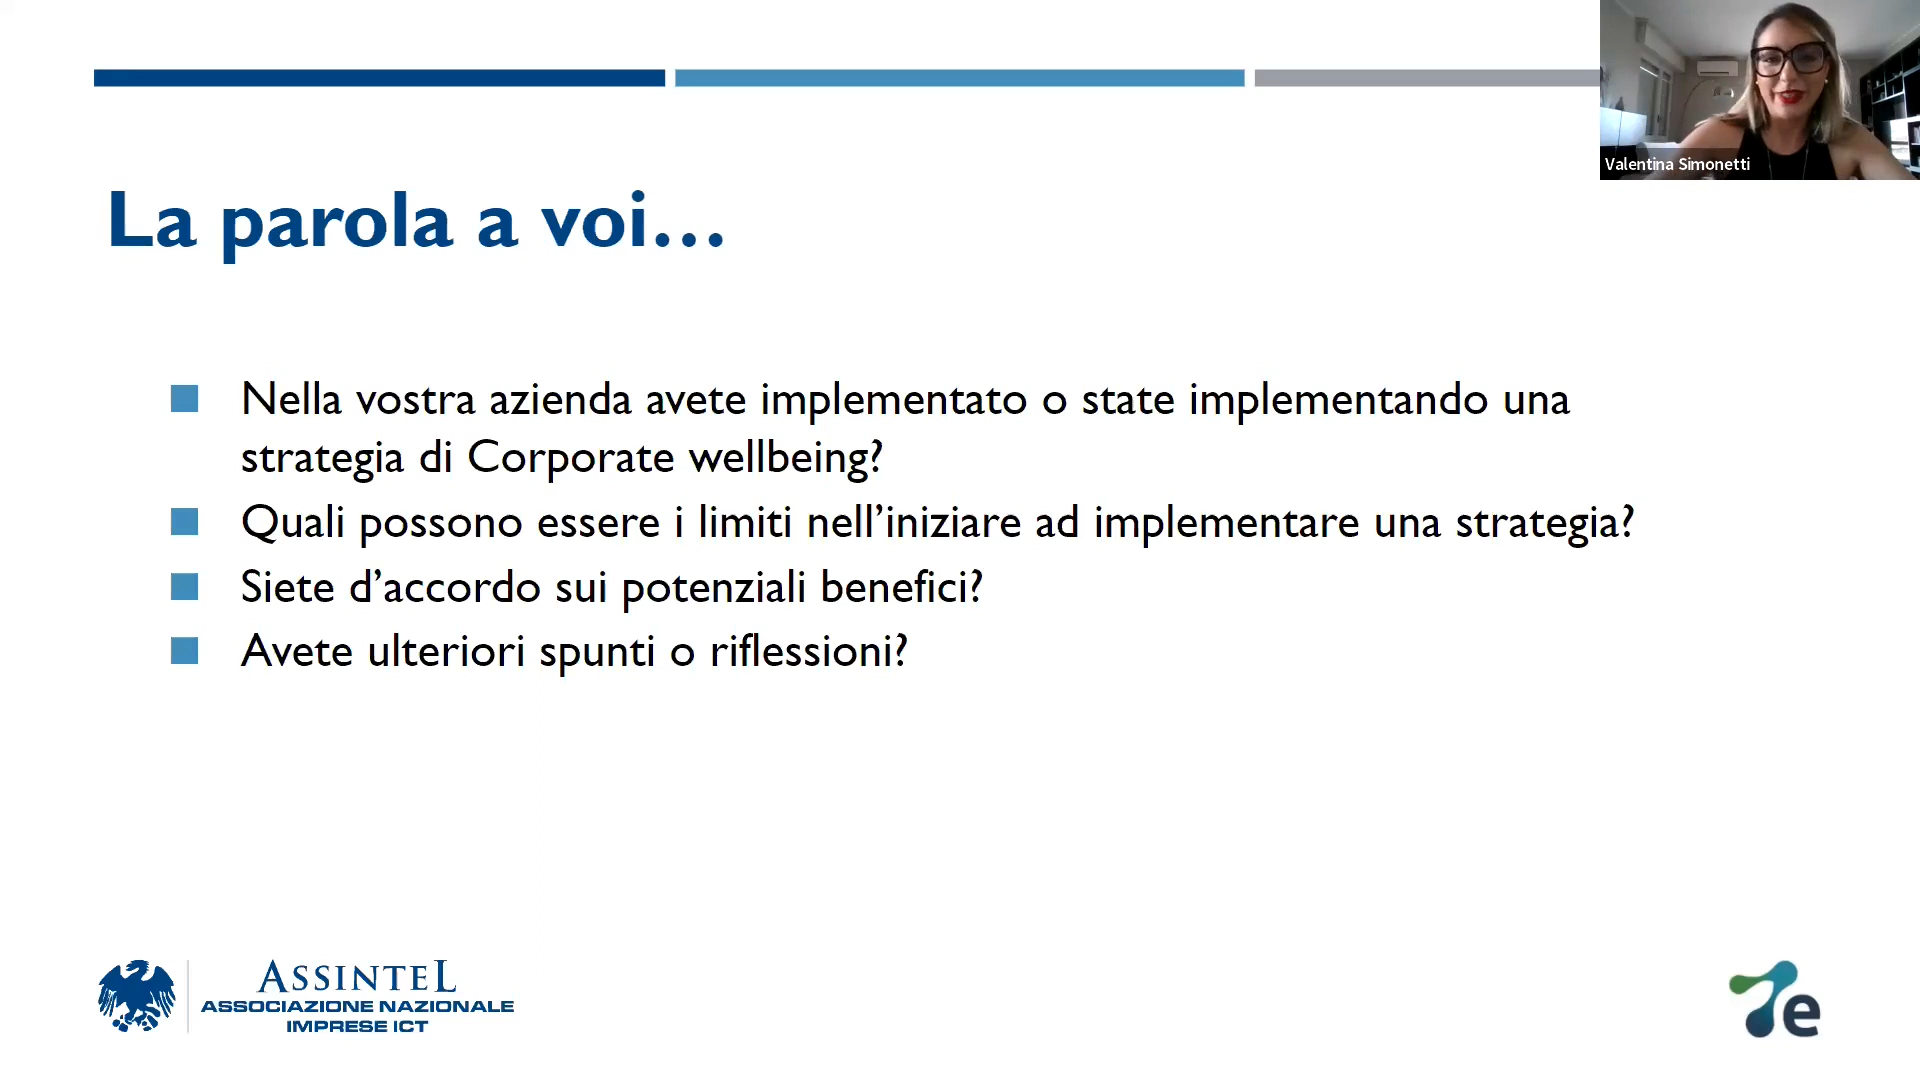 Valentina Simonetti
La parola a voi...
Nella vostra azienda avete implementato o state implementando una
strategia di Corporate wellbeing?
Quali possono essere i limiti nell’iniziare ad implementare una strategia?
Siete d’accordo sui potenziali benefici?
Avete ulteriori spunti o riflessioni?
ASSINTEL
ASSOCIAZIONE NAZIONALE
IMPRESE ICT
e